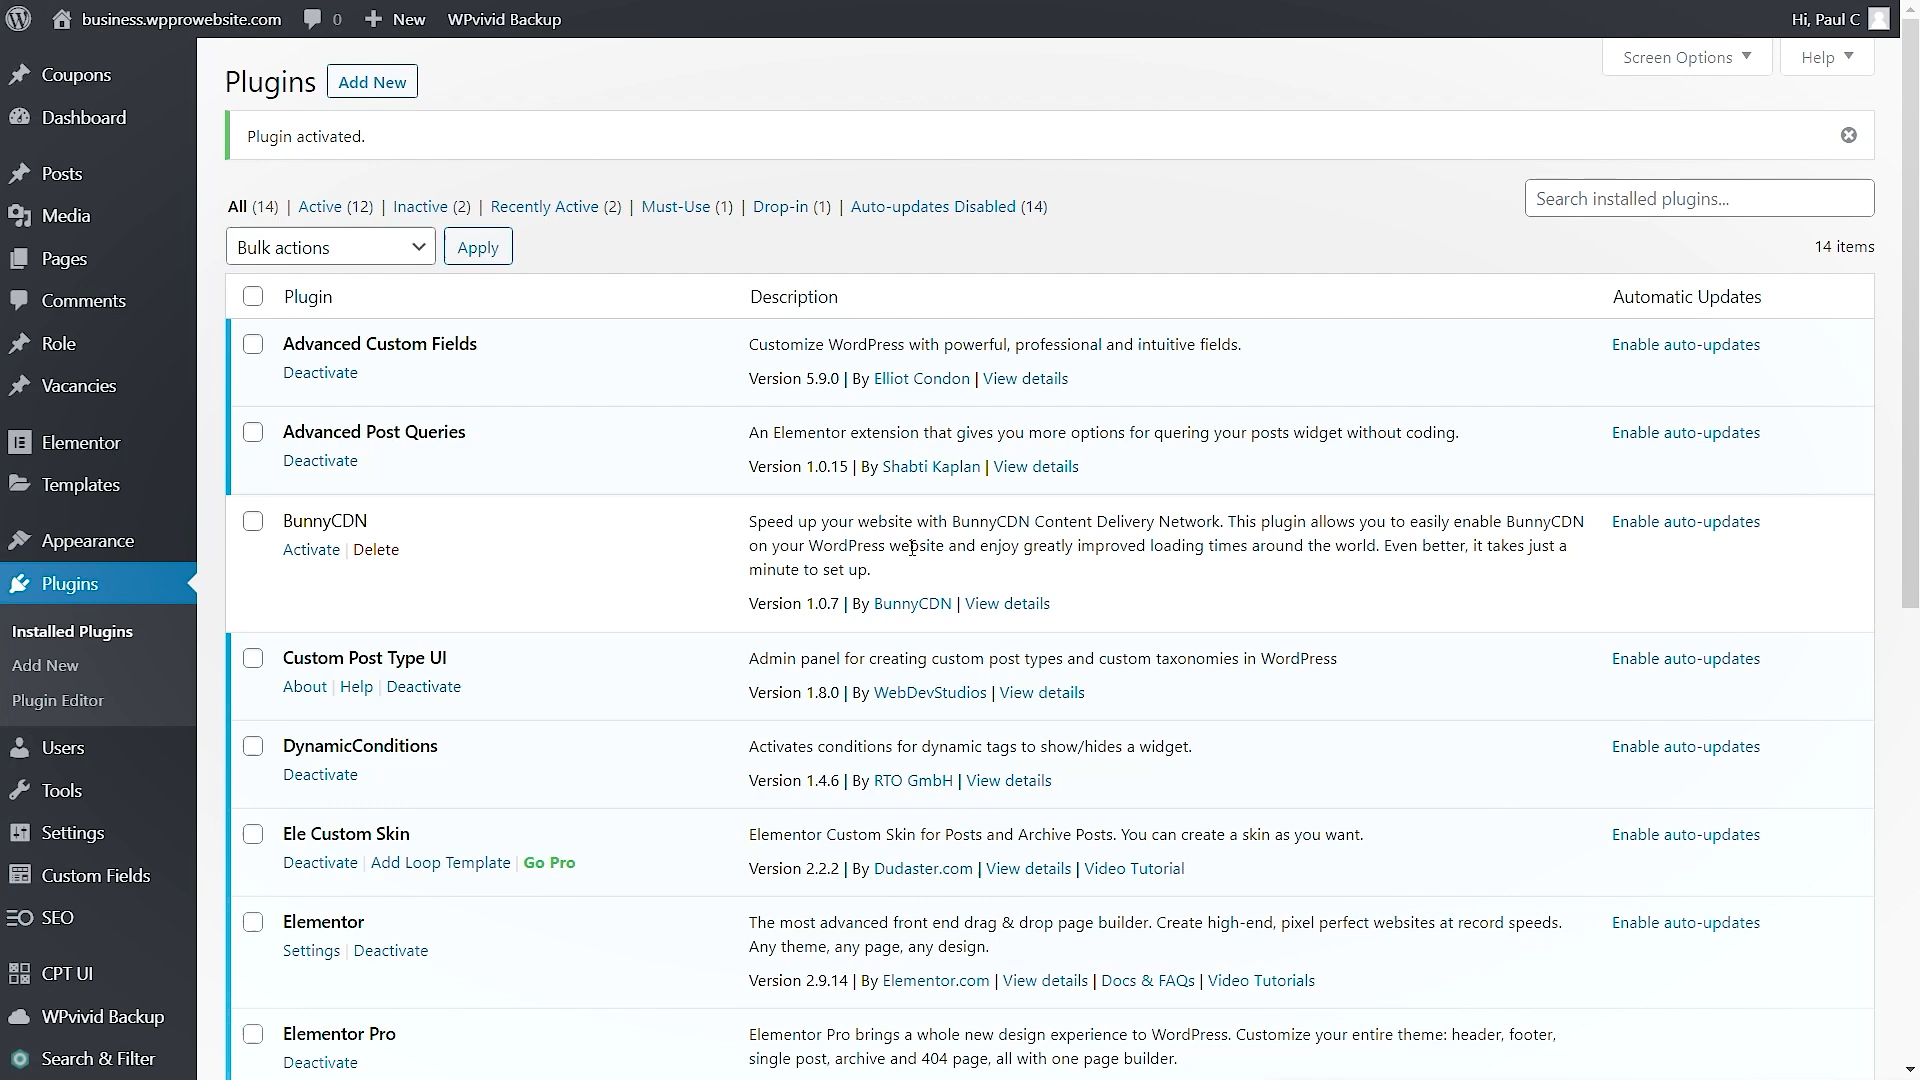 business.wpprowebsite.com 0 New WPvivid Backup Hi, Paul C
Coupons
Dashboard
Posts
Media
Pages
Comments
Role
Vacancies
Elementor
Templates
Appearance
Plugins
Installed Plugins
Add New
Plugin Editor
Users
Tools
Settings
Custom Fields
SEO
CPT UI
WPvivid Backup
Search & Filter
Screen Options Help
Plugins Add New
Plugin activated.
All (14) | Active (12) | Inactive (2) | Recently Active (2) | Must-Use (1) | Drop-in (1) | Auto-updates Disabled (14)
Search installed plugins...
Bulk actions Apply
14 items
Plugin Description Automatic Updates
Advanced Custom Fields
Deactivate
Customize WordPress with powerful, professional and intuitive fields.
Version 5.9.0 | By Elliot Condon | View details
Enable auto-updates
Advanced Post Queries
Deactivate
An Elementor extension that gives you more options for quering your posts widget without coding.
Version 1.0.15 | By Shabti Kaplan | View details
Enable auto-updates
BunnyCDN
Activate | Delete
Speed up your website with BunnyCDN Content Delivery Network. This plugin allows you to easily enable BunnyCDN
on your WordPress website and enjoy greatly improved loading times around the world. Even better, it takes just a
minute to set up.
Version 1.0.7 | By BunnyCDN | View details
Enable auto-updates
Custom Post Type UI
About | Help | Deactivate
Admin panel for creating custom post types and custom taxonomies in WordPress
Version 1.8.0 | By WebDevStudios | View details
Enable auto-updates
DynamicConditions
Deactivate
Activates conditions for dynamic tags to show/hides a widget.
Version 1.4.6 | By RTO GmbH | View details
Enable auto-updates
Ele Custom Skin
Deactivate | Add Loop Template | Go Pro
Elementor Custom Skin for Posts and Archive Posts. You can create a skin as you want.
Version 2.2.2 | By Dudaster.com | View details | Video Tutorial
Enable auto-updates
Elementor
Settings | Deactivate
The most advanced front end drag & drop page builder. Create high-end, pixel perfect websites at record speeds.
Any theme, any page, any design.
Version 2.9.14 | By Elementor.com | View details | Docs & FAQs | Video Tutorials
Enable auto-updates
Elementor Pro
Deactivate
Elementor Pro brings a whole new design experience to WordPress. Customize your entire theme: header, footer,
single post, archive and 404 page, all with one page builder.